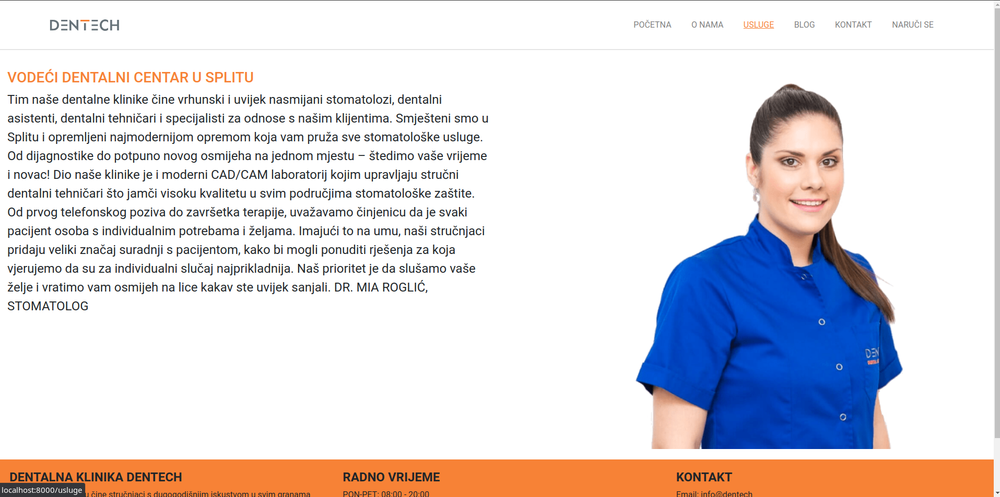 DENTECH
POČETNA
O NAMA
USLUGE
BLOG
KONTAKT
NARUČI SE
VODEĆI DENTALNI CENTAR U SPLITU
Tim naše dentalne klinike čine vrhunski i uvijek nasmijani stomatolozi, dentalni
asistenti, dentalni tehničari i specijalisti za odnose s našim klijentima. Smješteni smo u
Splitu i opremljeni najmodernijom opremom koja vam pruža sve stomatološke usluge.
Od dijagnostike do potpuno novog osmijeha na jednom mjestu – štedimo vaše vrijeme
i novac! Dio naše klinike je i moderni CAD/CAM laboratorij kojim upravljaju stručni
dentalni tehničari što jamči visoku kvalitetu u svim područjima stomatološke zaštite.
Od prvog telefonskog poziva do završetka terapije, uvažavamo činjenicu da je svaki
pacijent osoba s individualnim potrebama i željama. Imajući to na umu, naši stručnjaci
pridaju veliki značaj suradnji s pacijentom, kako bi mogli ponuditi rješenja za koja
vjerujemo da su za individualni slučaj najprikladnija. Naš prioritet je da slušamo vaše
želje i vratimo vam osmijeh na lice kakav ste uvijek sanjali. DR. MIA ROGLIĆ,
STOMATOLOG
DEN
DENTALNA KLINIKA DENTECH
u čine stručnjaci s dugogodišnjim iskustvom u svim granama
RADNO VRIJEME
PON-PET: 08:00 - 20:00
KONTAKT
Email: info@dentech
localhost:8000/usluge